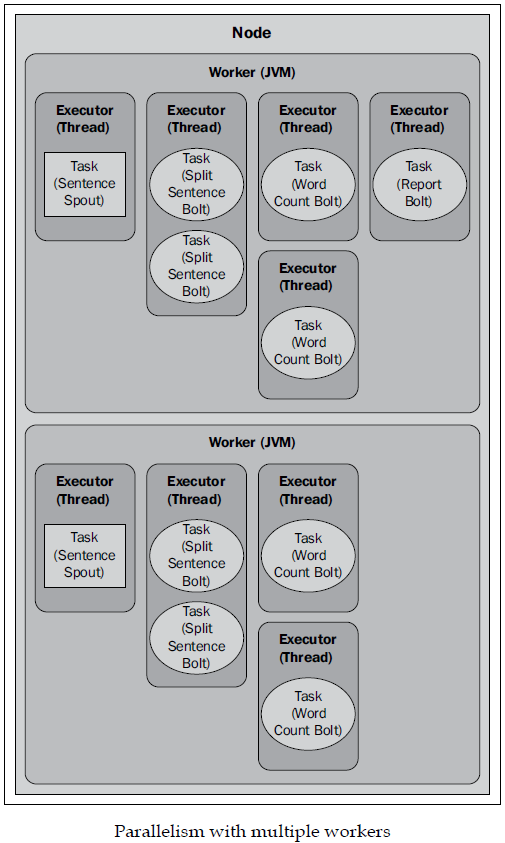 Node
Worker (JVM)
Executor
(Thread)
Task
(Sentence
Spout)
Executor
(Thread)
Task
(Split
Sentence
Bolt)
Task
(Split
Sentence
Bolt)
Executor
(Thread)
Task
(Word
Count Bolt)
Executor
(Thread)
Task
(Word
Count Bolt)
Executor
(Thread)
Task
(Report
Bolt)
Worker (JVM)
Executor
(Thread)
Task
(Sentence
Spout)
Executor
(Thread)
Task
(Split
Sentence
Bolt)
Task
(Split
Sentence
Bolt)
Executor
(Thread)
Task
(Word
Count Bolt)
Executor
(Thread)
Task
(Word
Count Bolt)
Parallelism with multiple workers